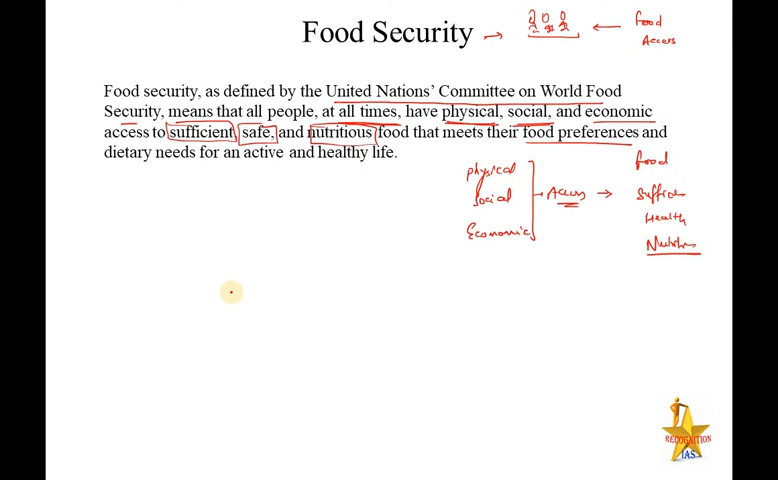 Food Security
Food
Access
Food security, as defined by the United Nations' Committee on World Food
Security, means that all people, at all times, have physical, social, and economic
access to sufficient, safe, and nutritious food that meets their food preferences and
dietary needs for an active and healthy life.
Physical
Social
Economic
Access
Food
Health
RECOGNITION
IAS